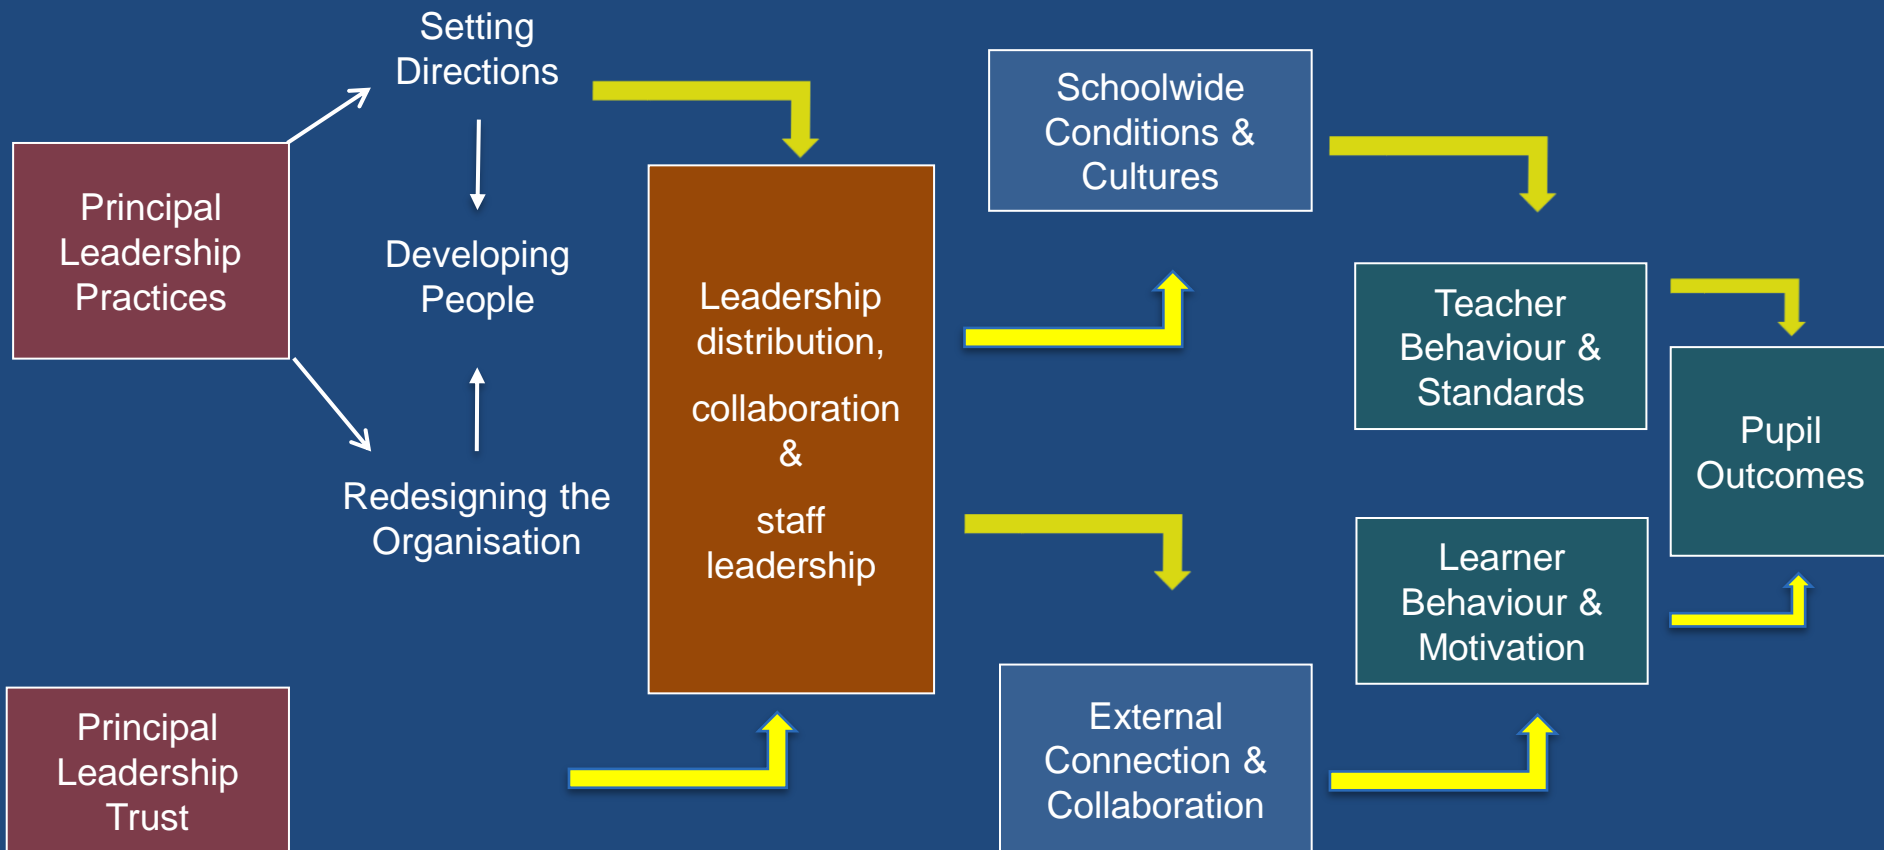 Setting
Directions
Principal
Leadership
Practices
Developing
People
Redesigning the
Organisation
Principal
Leadership
Trust
Leadership
distribution,
collaboration
&
staff
leadership
Schoolwide
Conditions &
Cultures
External
Connection &
Collaboration
Teacher
Behaviour &
Standards
Learner
Behaviour &
Motivation
Pupil
Outcomes